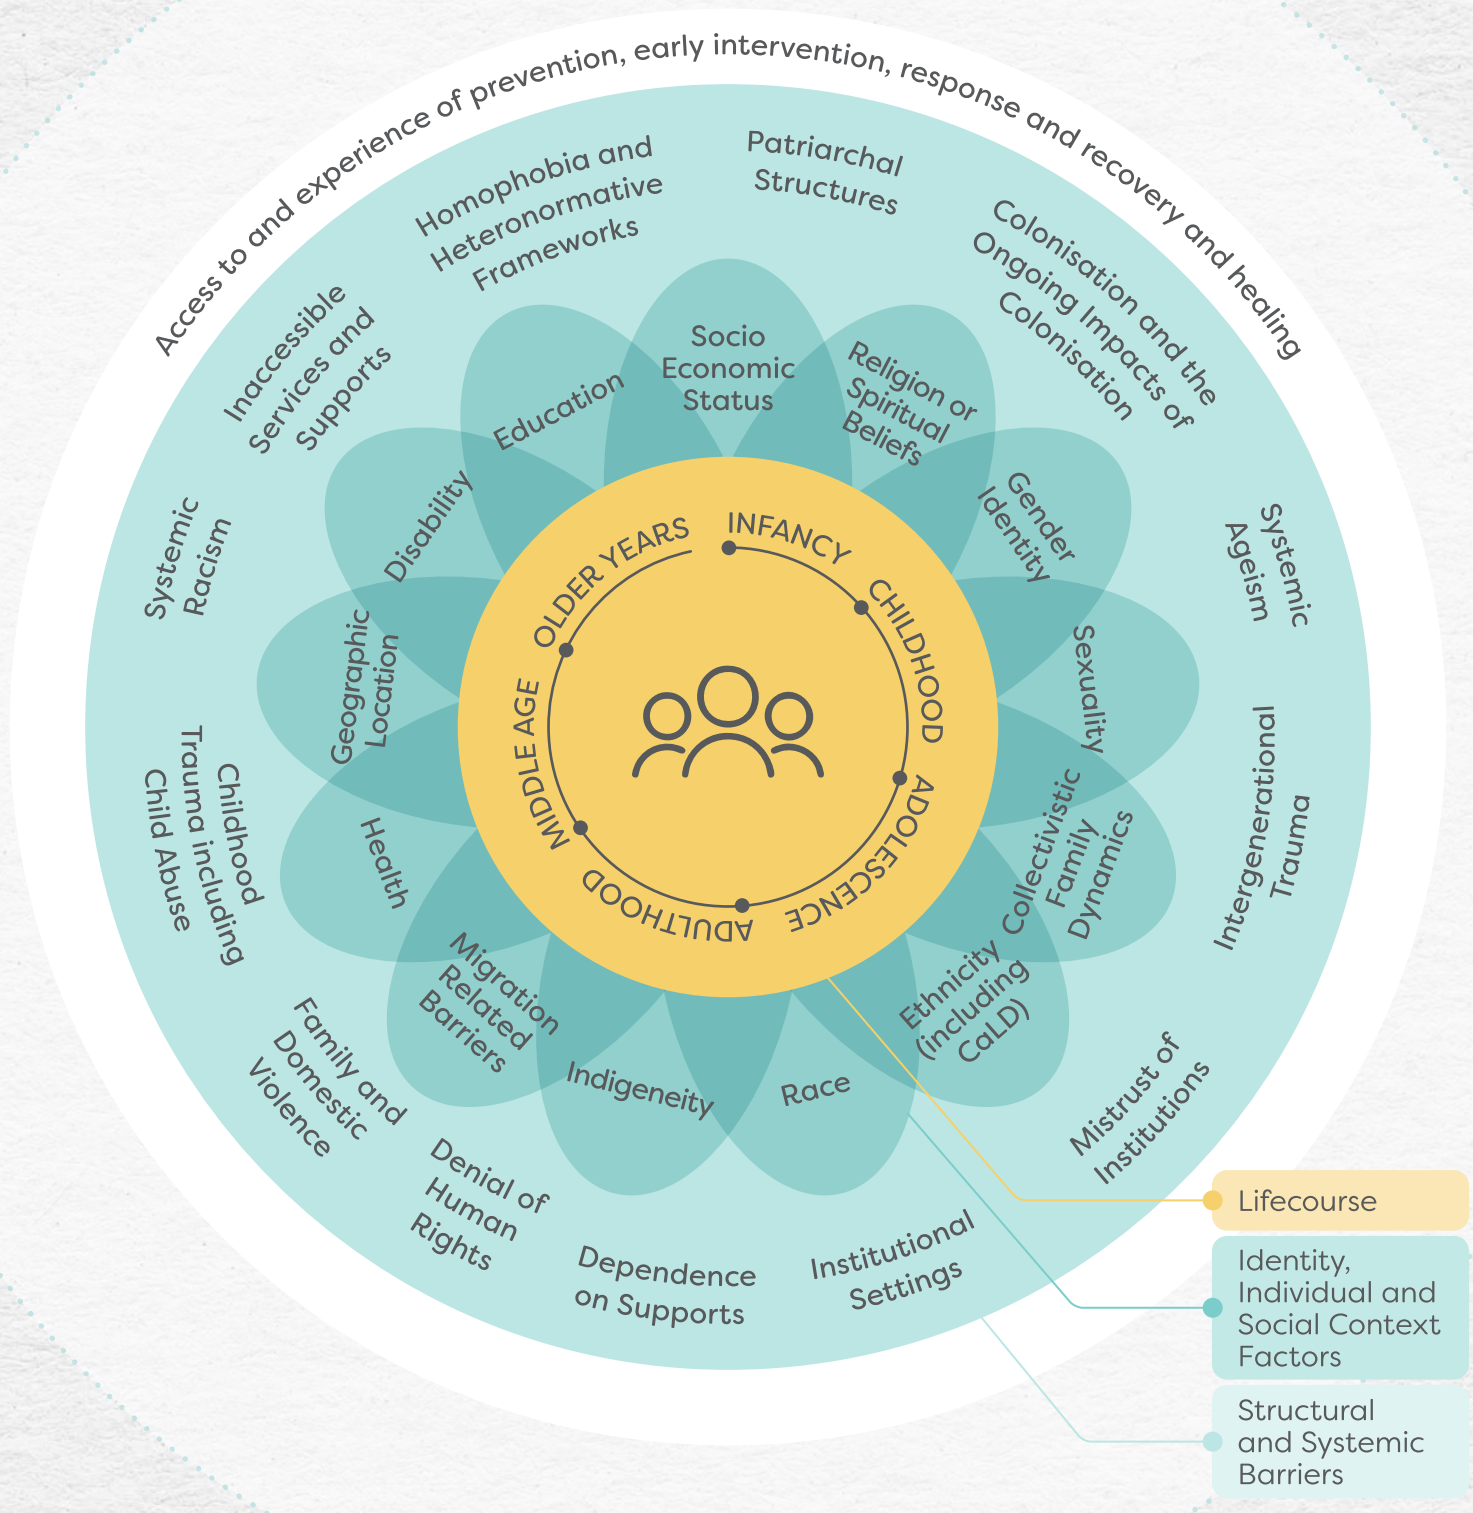 Access to and experience of prevention, early intervention, response and recovery and healing
Patriarchal
Structures
Colonisation and the
Ongoing Impacts of
Colonisation
Systemic
Ageism
Intergenerational
Trauma
Mistrust of
Institutions
Institutional
Settings
Dependence
on Supports
Denial of
Human
Rights
Family and
Domestic
Violence
Childhood
Trauma including
Child Abuse
Systemic
Racism
Inaccessible
Services and
Supports
Homophobia and
Heteronormative
Frameworks
Socio
Economic
Status
Religion or
Spiritual
Beliefs
Gender
Identity
Sexuality
Collectivistic
Family
Dynamics
Ethnicity
(including
CaLD)
Race
Indigeneity
Migration
Related
Barriers
Health
Geographic
Location
Disability
Education
INFANCY
CHILDHOOD
ADOLESCENCE
ADULTHOOD
MIDDLE AGE
OLDER YEARS
Lifecourse
Identity,
Individual and
Social Context
Factors
Structural
and Systemic
Barriers